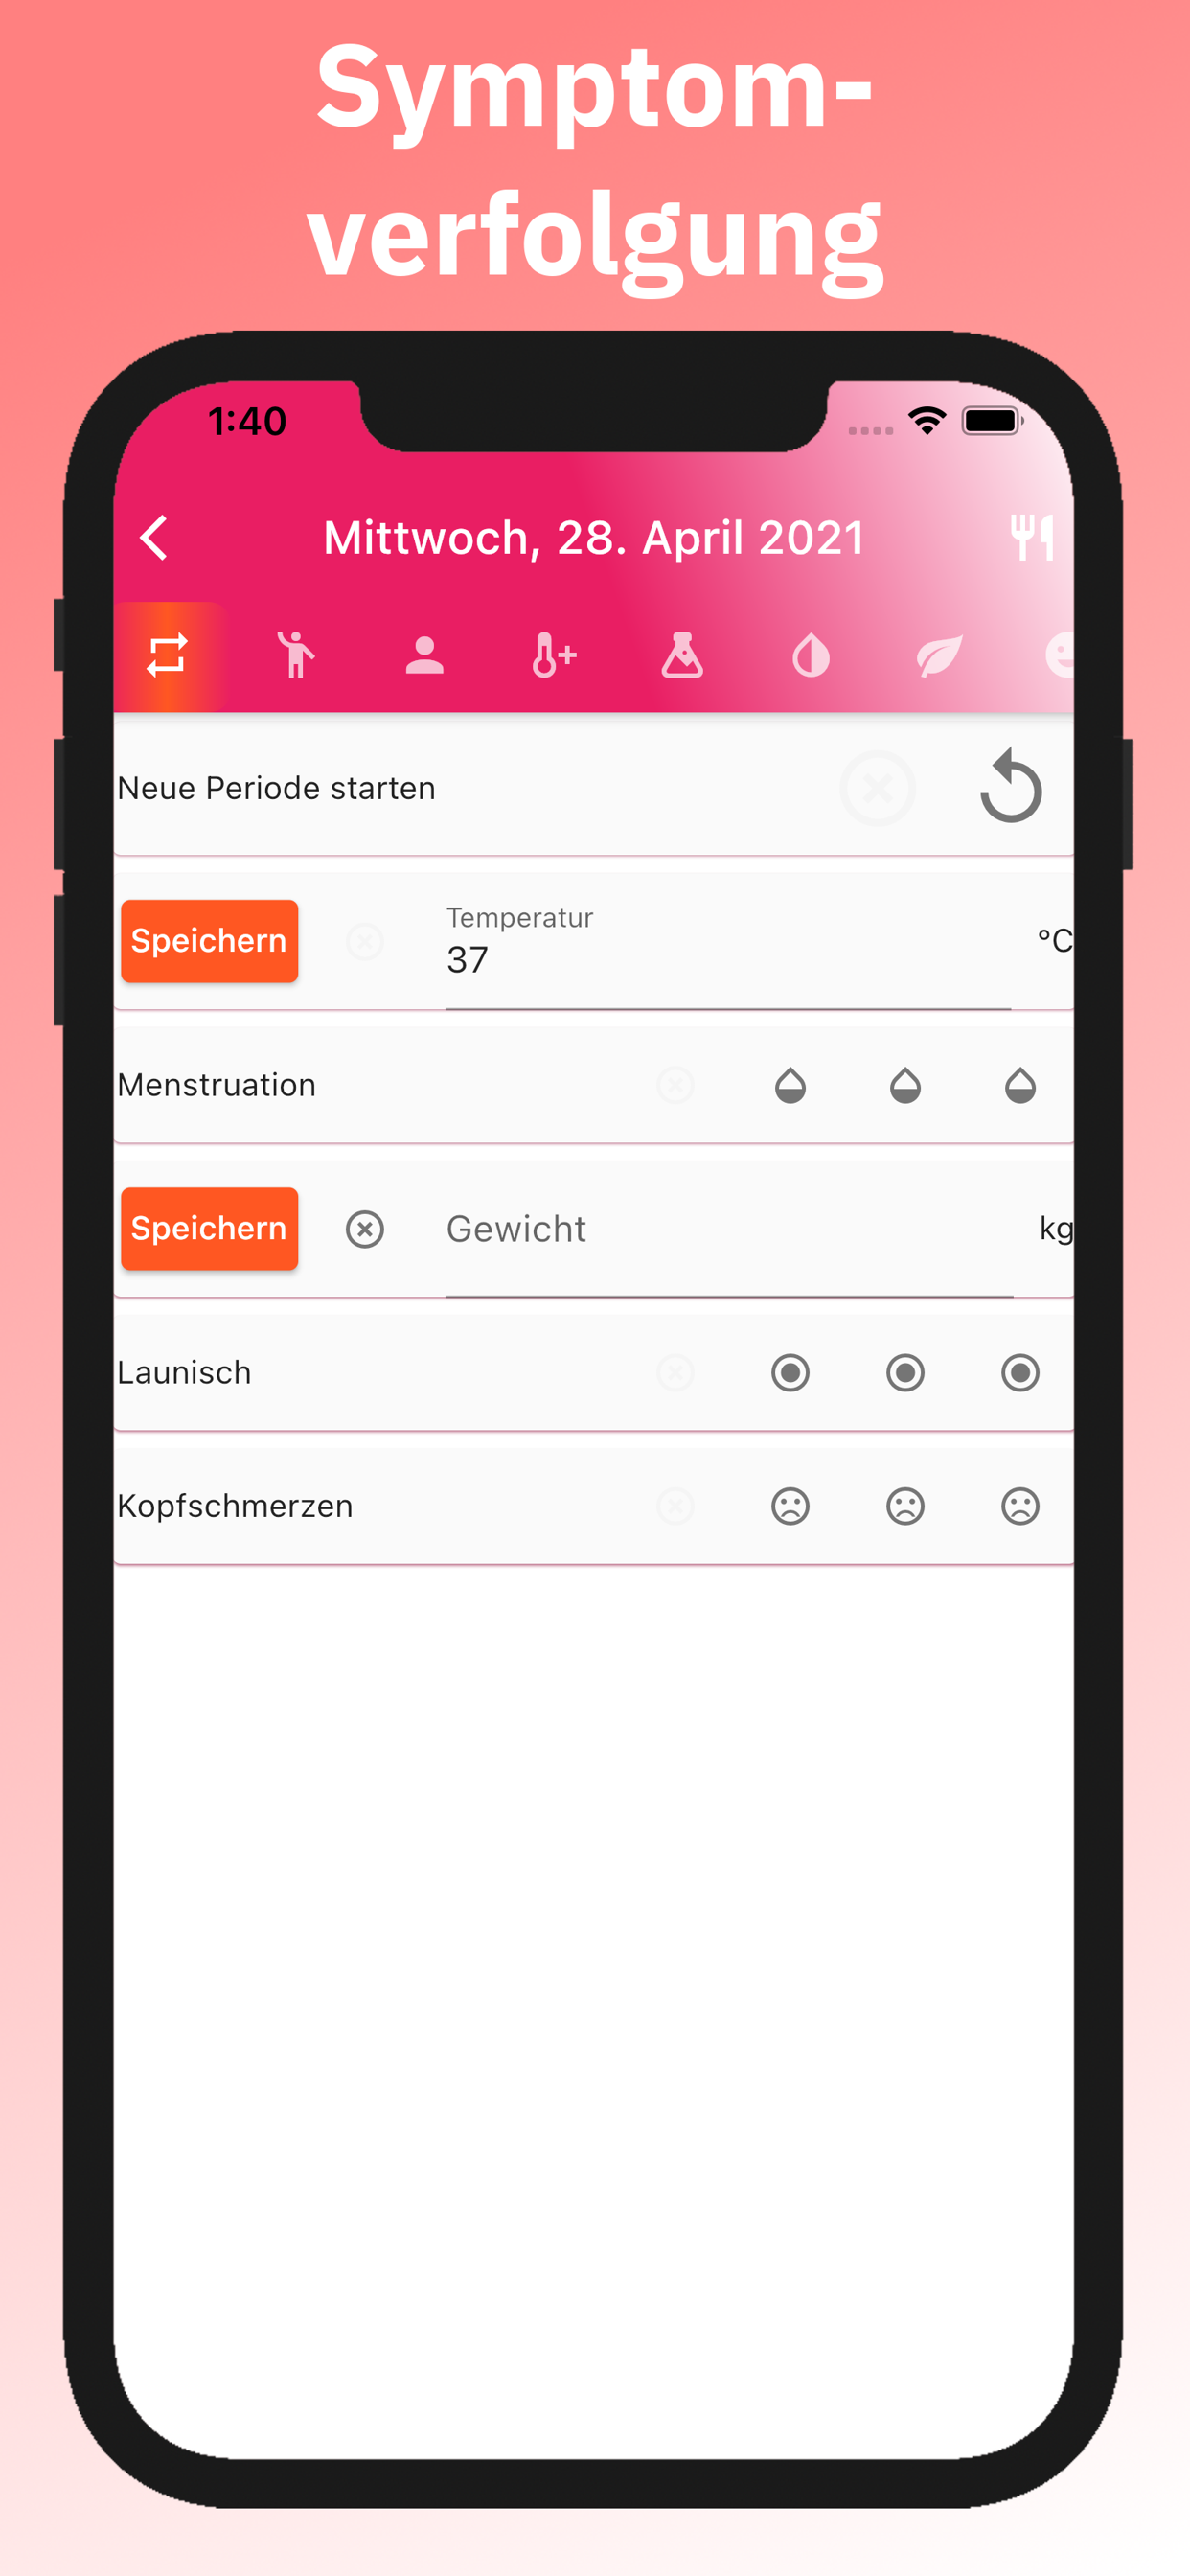 Symptom-
verfolgung
1:40
Mittwoch, 28. April 2021
Neue Periode starten
Speichern
Temperatur
37
°C
Menstruation
Speichern
Gewicht
kg
Launisch
Kopfschmerzen